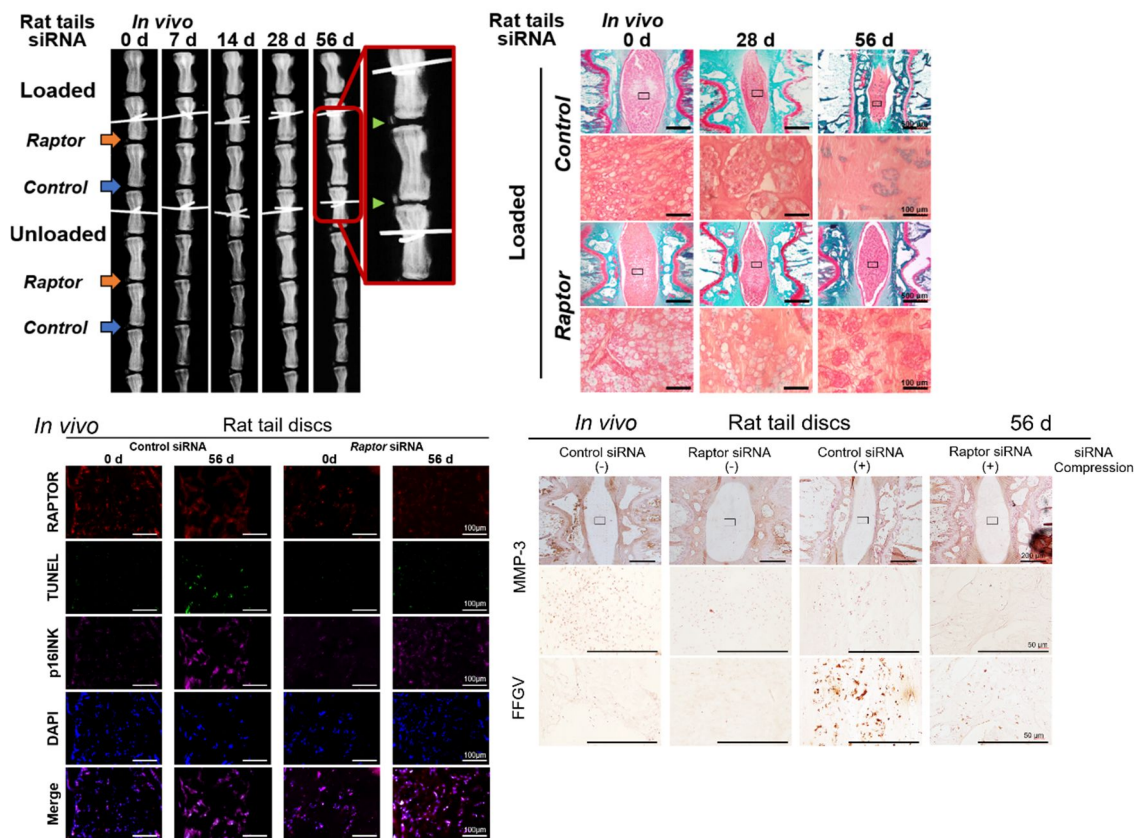 Rat tails In vivo
siRNA 0 d 7 d 14 d 28 d 56 d
Loaded
Raptor
Control
Unloaded
Raptor
Control
Rat tails In vivo
siRNA 0 d 28 d 56 d
Loaded
Control
100 μm
Raptor
500 μm
100 μm
In vivo Rat tail discs
Control siRNA Raptor siRNA
0 d 56 d 0d 56 d
RAPTOR
100μm
TUNEL
100μm
p16INK
100μm
DAPI
100μm
Merge
100μm
In vivo Rat tail discs 56 d
Control siRNA Raptor siRNA Control siRNA Raptor siRNA siRNA
(-) (-) (+) (+) Compression
MMP-3
200 μm
50 μm
FFGV
50 μm